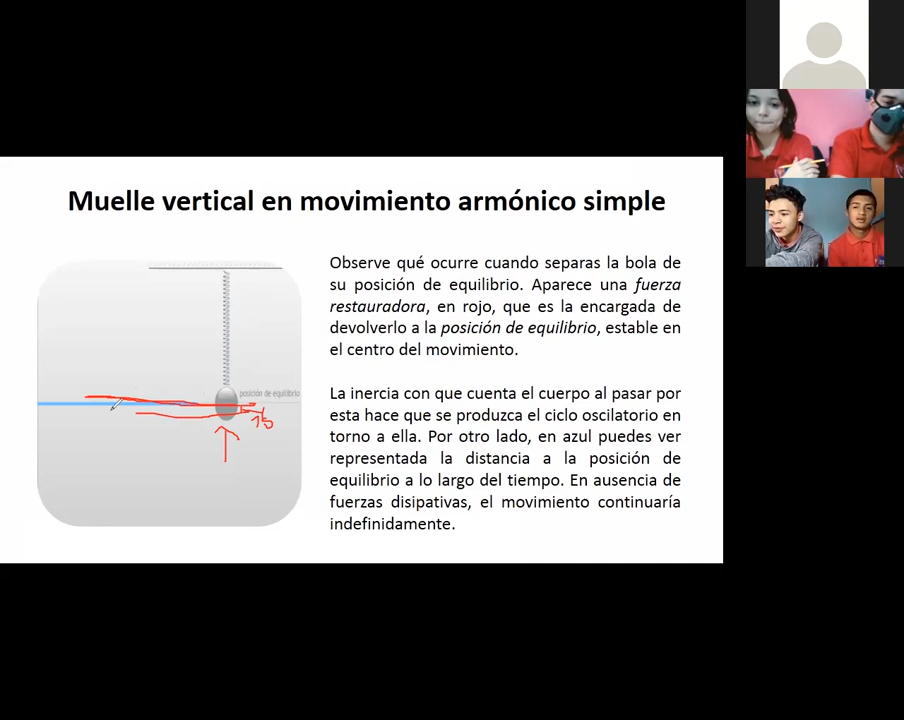 Muelle vertical en movimiento armónico simple
Observe qué ocurre cuando separas la bola de
su posición de equilibrio. Aparece una fuerza
restauradora, en rojo, que es la encargada de
devolverlo a la posición de equilibrio, estable en
el centro del movimiento.
posición de equilibrio
La inercia con que cuenta el cuerpo al pasar por
esta hace que se produzca el ciclo oscilatorio en
torno a ella. Por otro lado, en azul puedes ver
representada la distancia a la posición de
equilibrio a lo largo del tiempo. En ausencia de
fuerzas disipativas, el movimiento continuaría
indefinidamente.